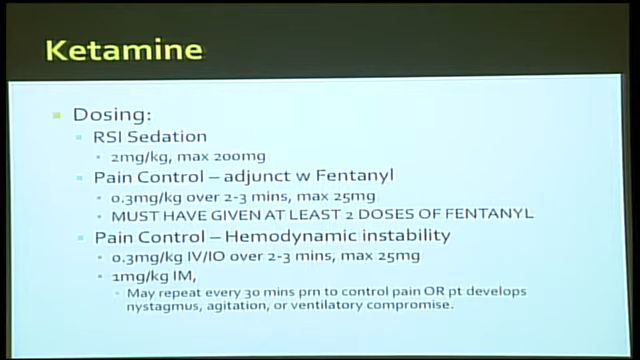 Ketamine
Dosing:
RSI Sedation
2mg/kg, max 200mg
Pain Control – adjunct w Fentanyl
0.3mg/kg over 2-3 mins, max 25mg
MUST HAVE GIVEN AT LEAST 2 DOSES OF FENTANYL
Pain Control – Hemodynamic instability
0.3mg/kg IV/IO over 2-3 mins, max 25mg
1mg/kg IM,
May repeat every 30 mins prn to control pain OR pt develops
nystagmus, agitation, or ventilatory compromise.